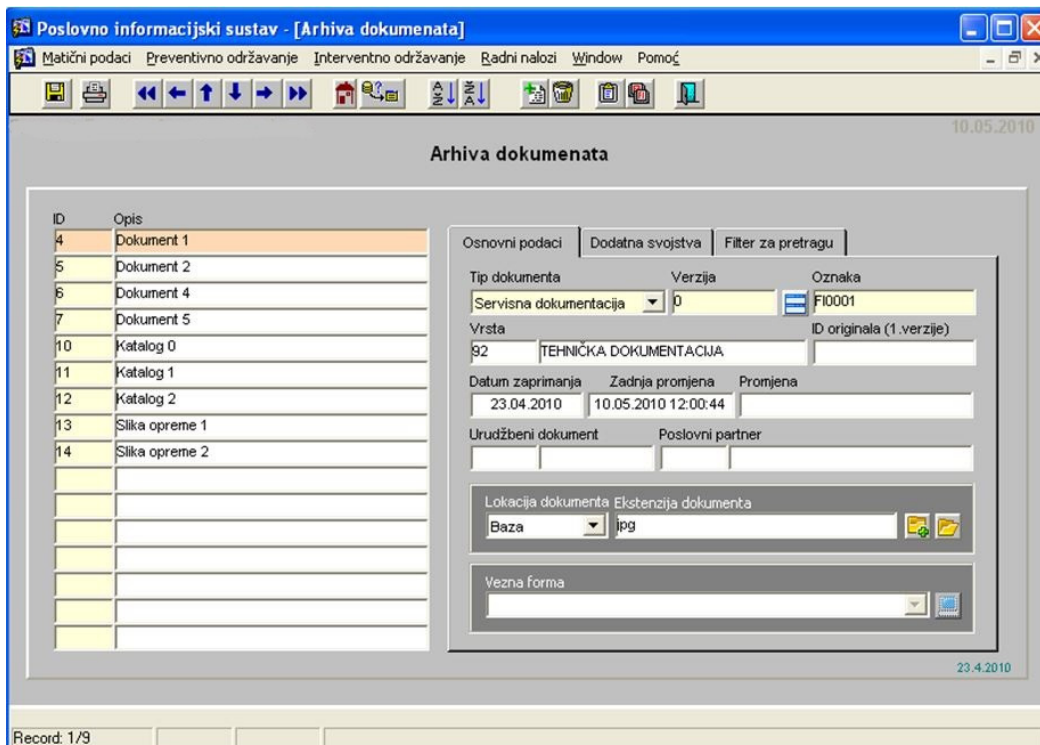 Poslovno informacijski sustav - [Arhiva dokumenata]
Matični podaci Preventivno održavanje Interventno održavanje Radni nalozi Window Pomoć
10.05.2010
Arhiva dokumenata
ID Opis
4 Dokument 1
5 Dokument 2
6 Dokument 4
7 Dokument 5
10 Katalog 0
11 Katalog 1
12 Katalog 2
13 Slika opreme 1
14 Slika opreme 2
Osnovni podaci Dodatna svojstva Filter za pretragu
Tip dokumenta Verzija Oznaka
Servisna dokumentacija 0 FI0001
Vrsta ID originala (1.verzije)
92 TEHNIČKA DOKUMENTACIJA
Datum zaprimanja Zadnja promjena Promjena
23.04.2010 10.05.2010 12:00:44
Urudžbeni dokument Poslovni partner
Lokacija dokumenta Ekstenzija dokumenta
Baza jpg
Vezna forma
23.4.2010
Record: 1/9